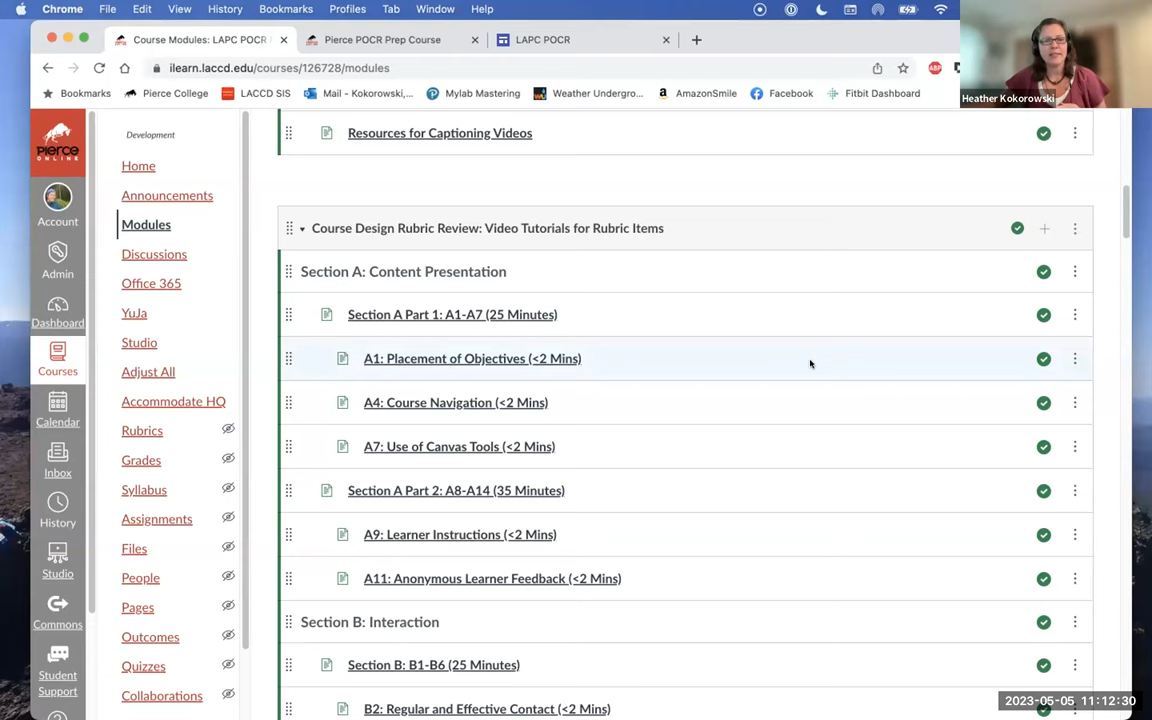 Chrome File Edit View History Bookmarks Profiles Tab Window Help
Course Modules: LAPC POCR
Pierce POCR Prep Course
LAPC POCR
ilearn.laccd.edu/courses/126728/modules
Bookmarks
Pierce College
LACCD SIS
Mail - Kokorowski,...
Mylab Mastering
Weather Undergro...
AmazonSmile
Facebook
Fitbit Dashboard
ABP
Heather Kokorowski
PIERCE
ONLINE
Account
Admin
Dashboard
Courses
Calendar
Inbox
History
Studio
Commons
Student
Support
Development
Home
Announcements
Modules
Discussions
Office 365
YuJa
Studio
Adjust All
Accommodate HQ
Rubrics
Grades
Syllabus
Assignments
Files
People
Pages
Outcomes
Quizzes
Collaborations
Resources for Captioning Videos
Course Design Rubric Review: Video Tutorials for Rubric Items
Section A: Content Presentation
Section A Part 1: A1-A7 (25 Minutes)
A1: Placement of Objectives (<2 Mins)
A4: Course Navigation (<2 Mins)
A7: Use of Canvas Tools (<2 Mins)
Section A Part 2: A8-A14 (35 Minutes)
A9: Learner Instructions (<2 Mins)
A11: Anonymous Learner Feedback (<2 Mins)
Section B: Interaction
Section B: B1-B6 (25 Minutes)
B2: Regular and Effective Contact (<2 Mins)
2023-05-05 11:12:30